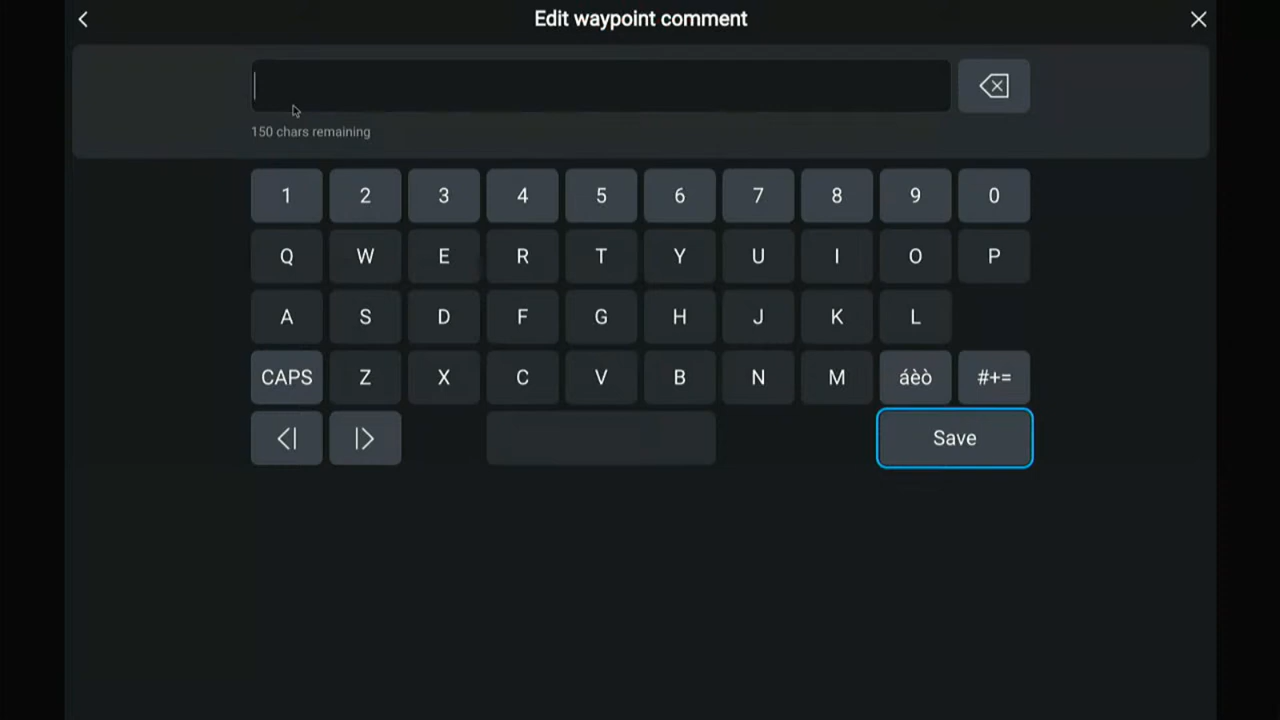 Edit waypoint comment
150 chars remaining
1 2 3 4 5 6 7 8 9 0
Q W E R T Y U I O P
A S D F G H J K L
CAPS Z X C V B N M áèò #+=
Save